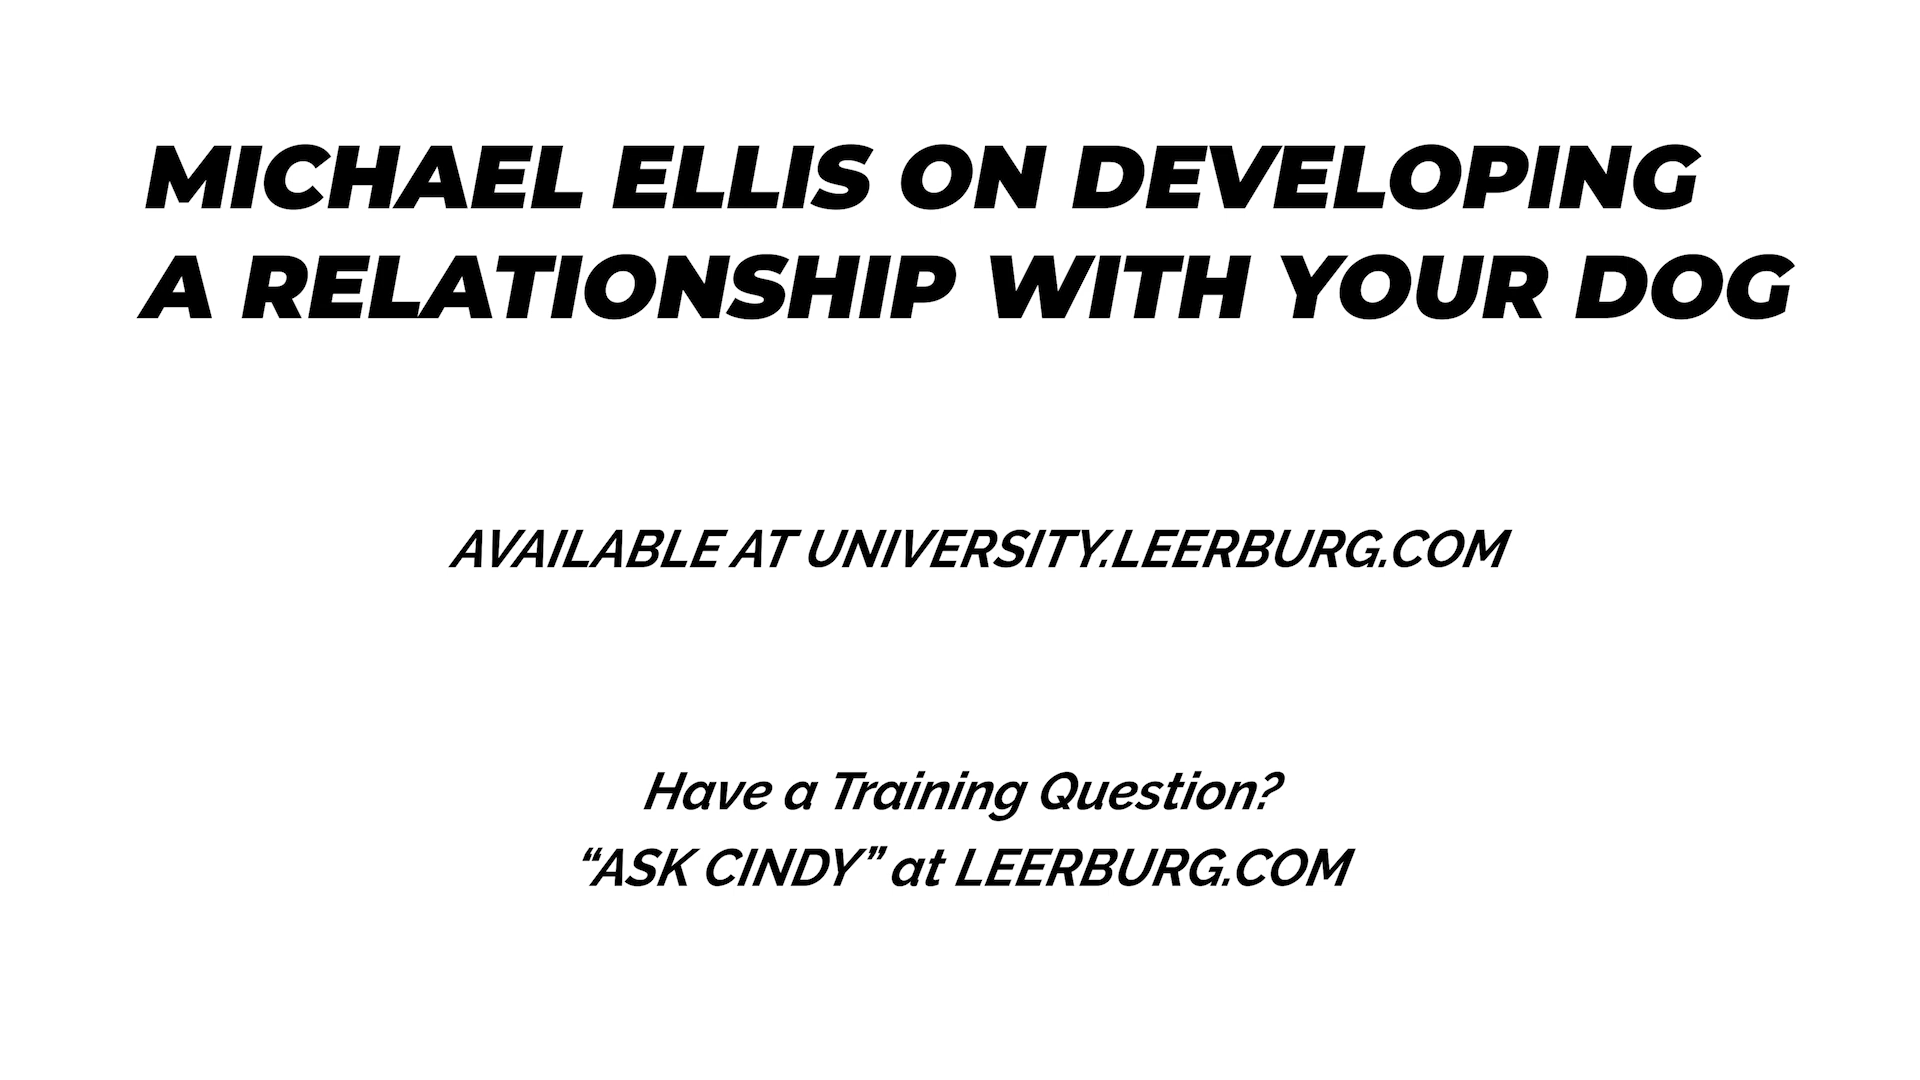 MICHAEL ELLIS ON DEVELOPING
A RELATIONSHIP WITH YOUR DOG
AVAILABLE AT UNIVERSITY.LEERBURG.COM
Have a Training Question?
“ASK CINDY” at LEERBURG.COM